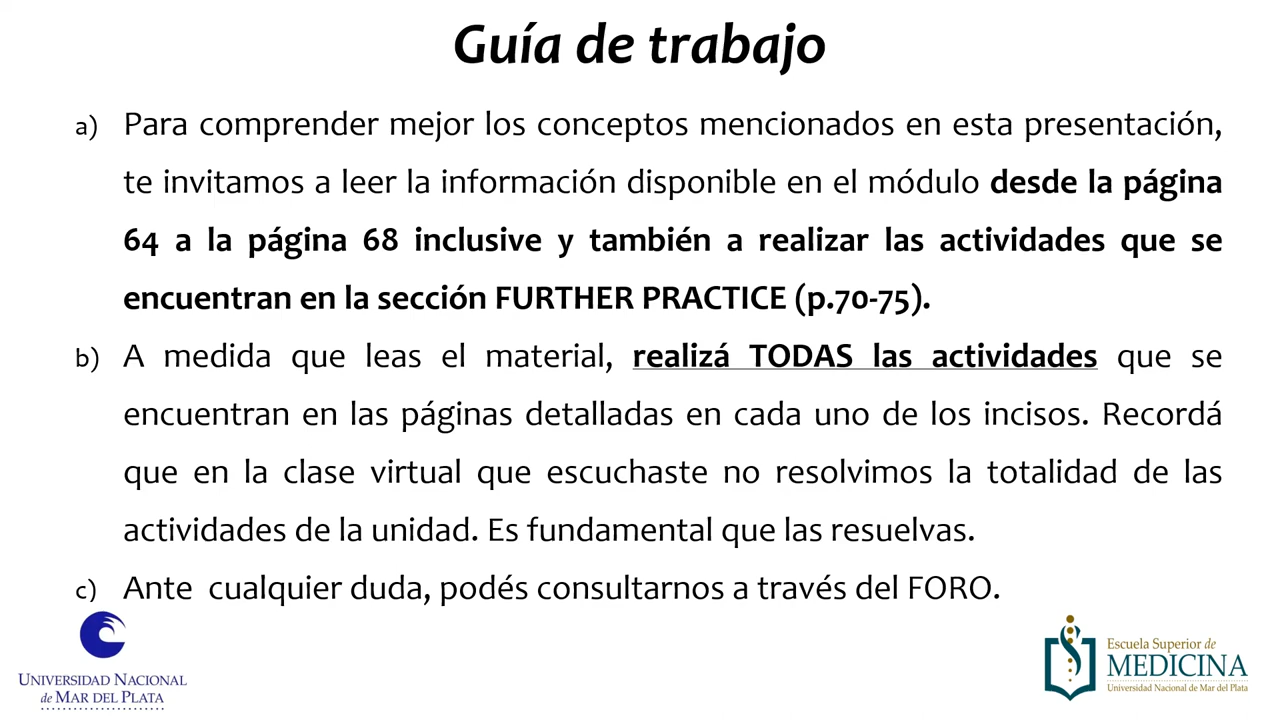 Guía de trabajo
a) Para comprender mejor los conceptos mencionados en esta presentación,
te invitamos a leer la información disponible en el módulo desde la página
64 a la página 68 inclusive y también a realizar las actividades que se
encuentran en la sección FURTHER PRACTICE (p.70-75).
b) A medida que leas el material, realizá TODAS las actividades que se
encuentran en las páginas detalladas en cada uno de los incisos. Recordá
que en la clase virtual que escuchaste no resolvimos la totalidad de las
actividades de la unidad. Es fundamental que las resuelvas.
c) Ante cualquier duda, podés consultarnos a través del FORO.
UNIVERSIDAD NACIONAL
de MAR DEL PLATA
Escuela Superior de
MEDICINA
Universidad Nacional de Mar del Plata